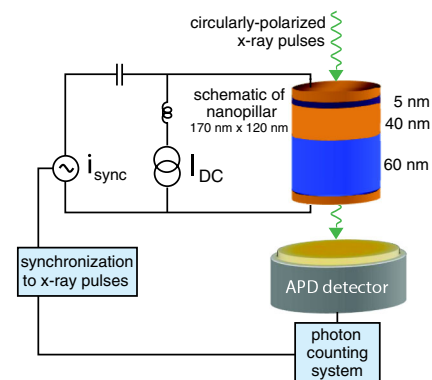 circularly-polarized
x-ray pulses
schematic of
nanopillar
170 nm x 120 nm
5 nm
40 nm
60 nm
i sync
I DC
synchronization
to x-ray pulses
APD detector
photon
counting
system